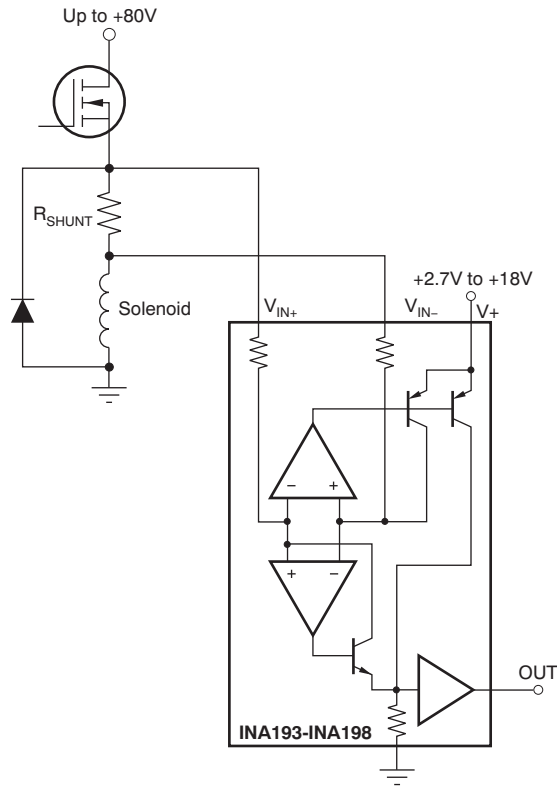 Up to +80V
R_SHUNT
Solenoid
+2.7V to +18V
V_IN+
V_IN−
V+
−
+
+
−
OUT
INA193-INA198